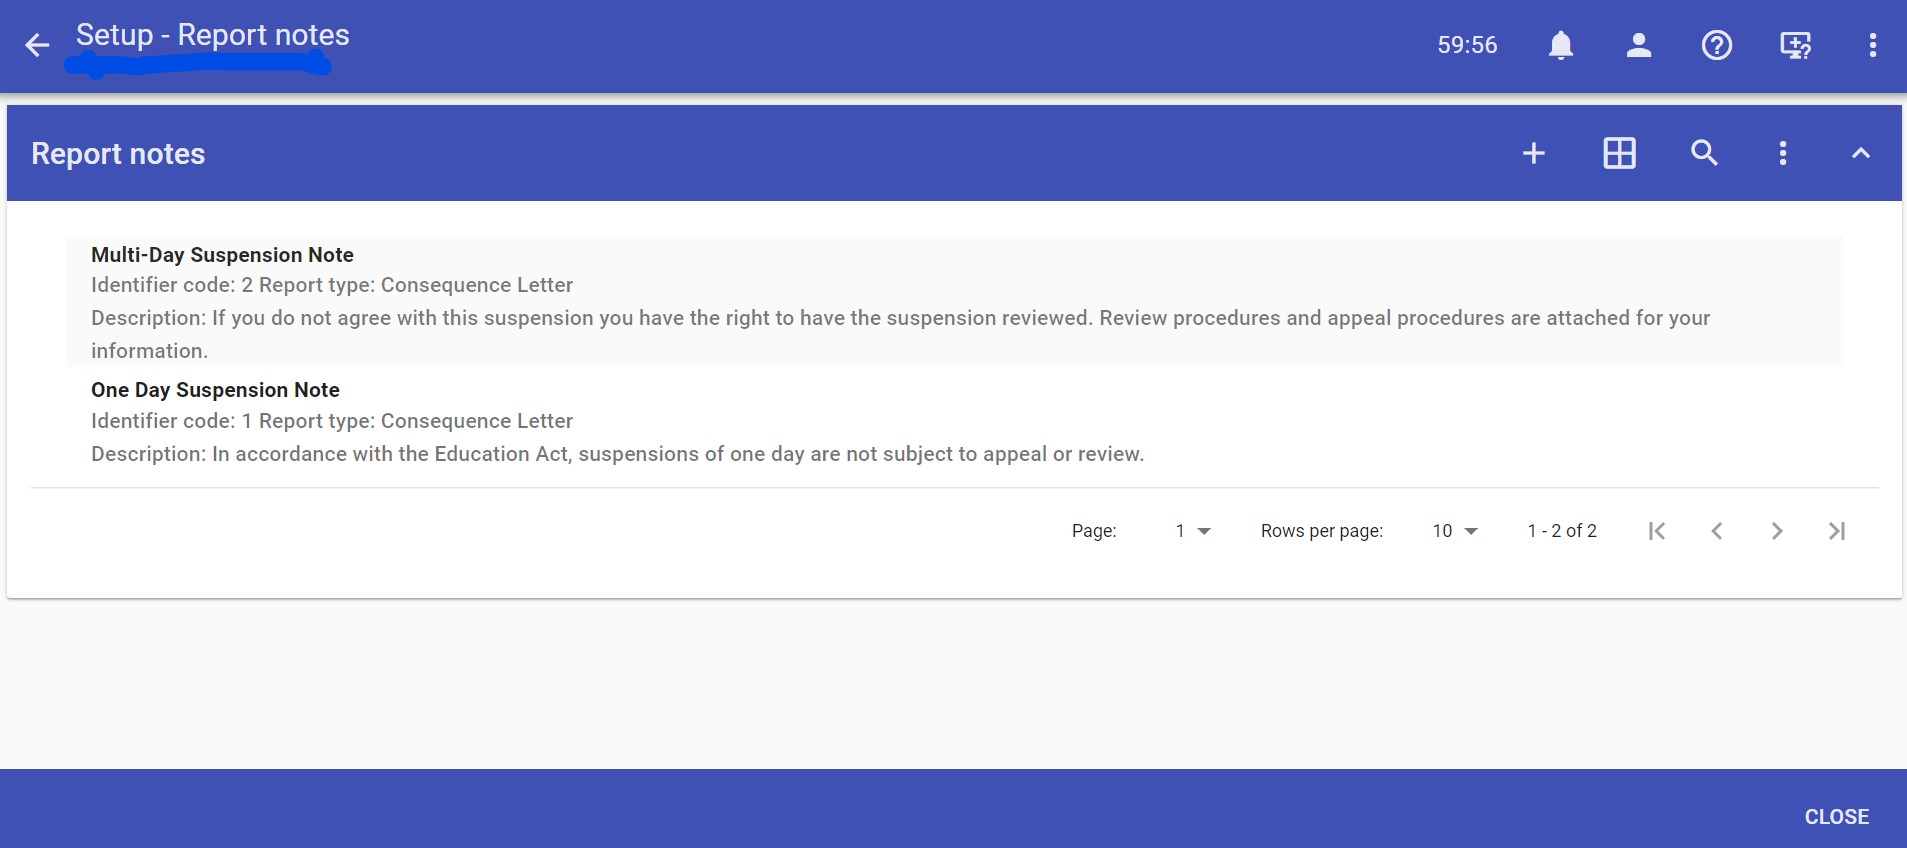 Setup - Report notes
59:56
Report notes
Multi-Day Suspension Note
Identifier code: 2 Report type: Consequence Letter
Description: If you do not agree with this suspension you have the right to have the suspension reviewed. Review procedures and appeal procedures are attached for your
information.
One Day Suspension Note
Identifier code: 1 Report type: Consequence Letter
Description: In accordance with the Education Act, suspensions of one day are not subject to appeal or review.
Page: 1 Rows per page: 10 1 - 2 of 2
CLOSE